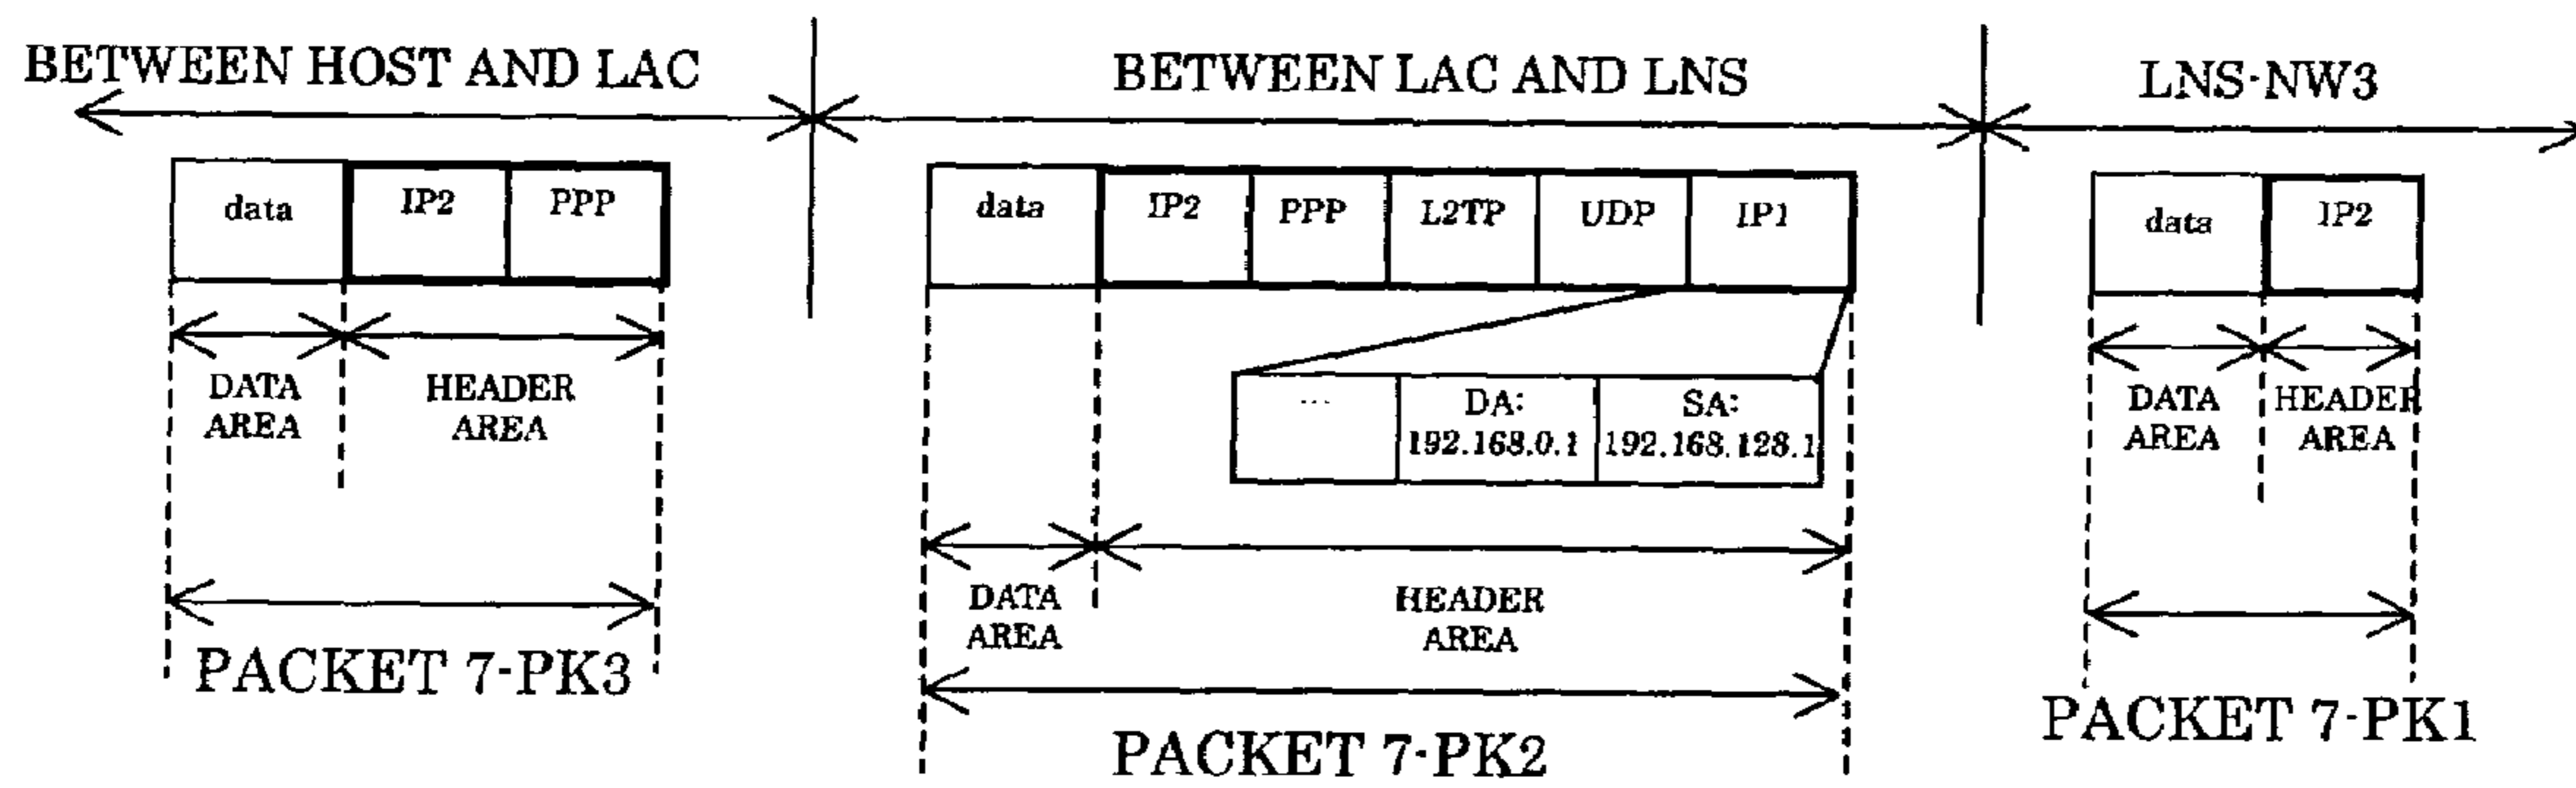 BETWEEN HOST AND LAC
BETWEEN LAC AND LNS
LNS-NW3
data
IP2
PPP
data
IP2
PPP
L2TP
UDP
IP1
data
IP2
...
DA:
192.168.0.1
SA:
192.168.128.1
DATA
AREA
HEADER
AREA
DATA
AREA
HEADER
AREA
DATA
AREA
HEADER
AREA
PACKET 7-PK3
PACKET 7-PK2
PACKET 7-PK1